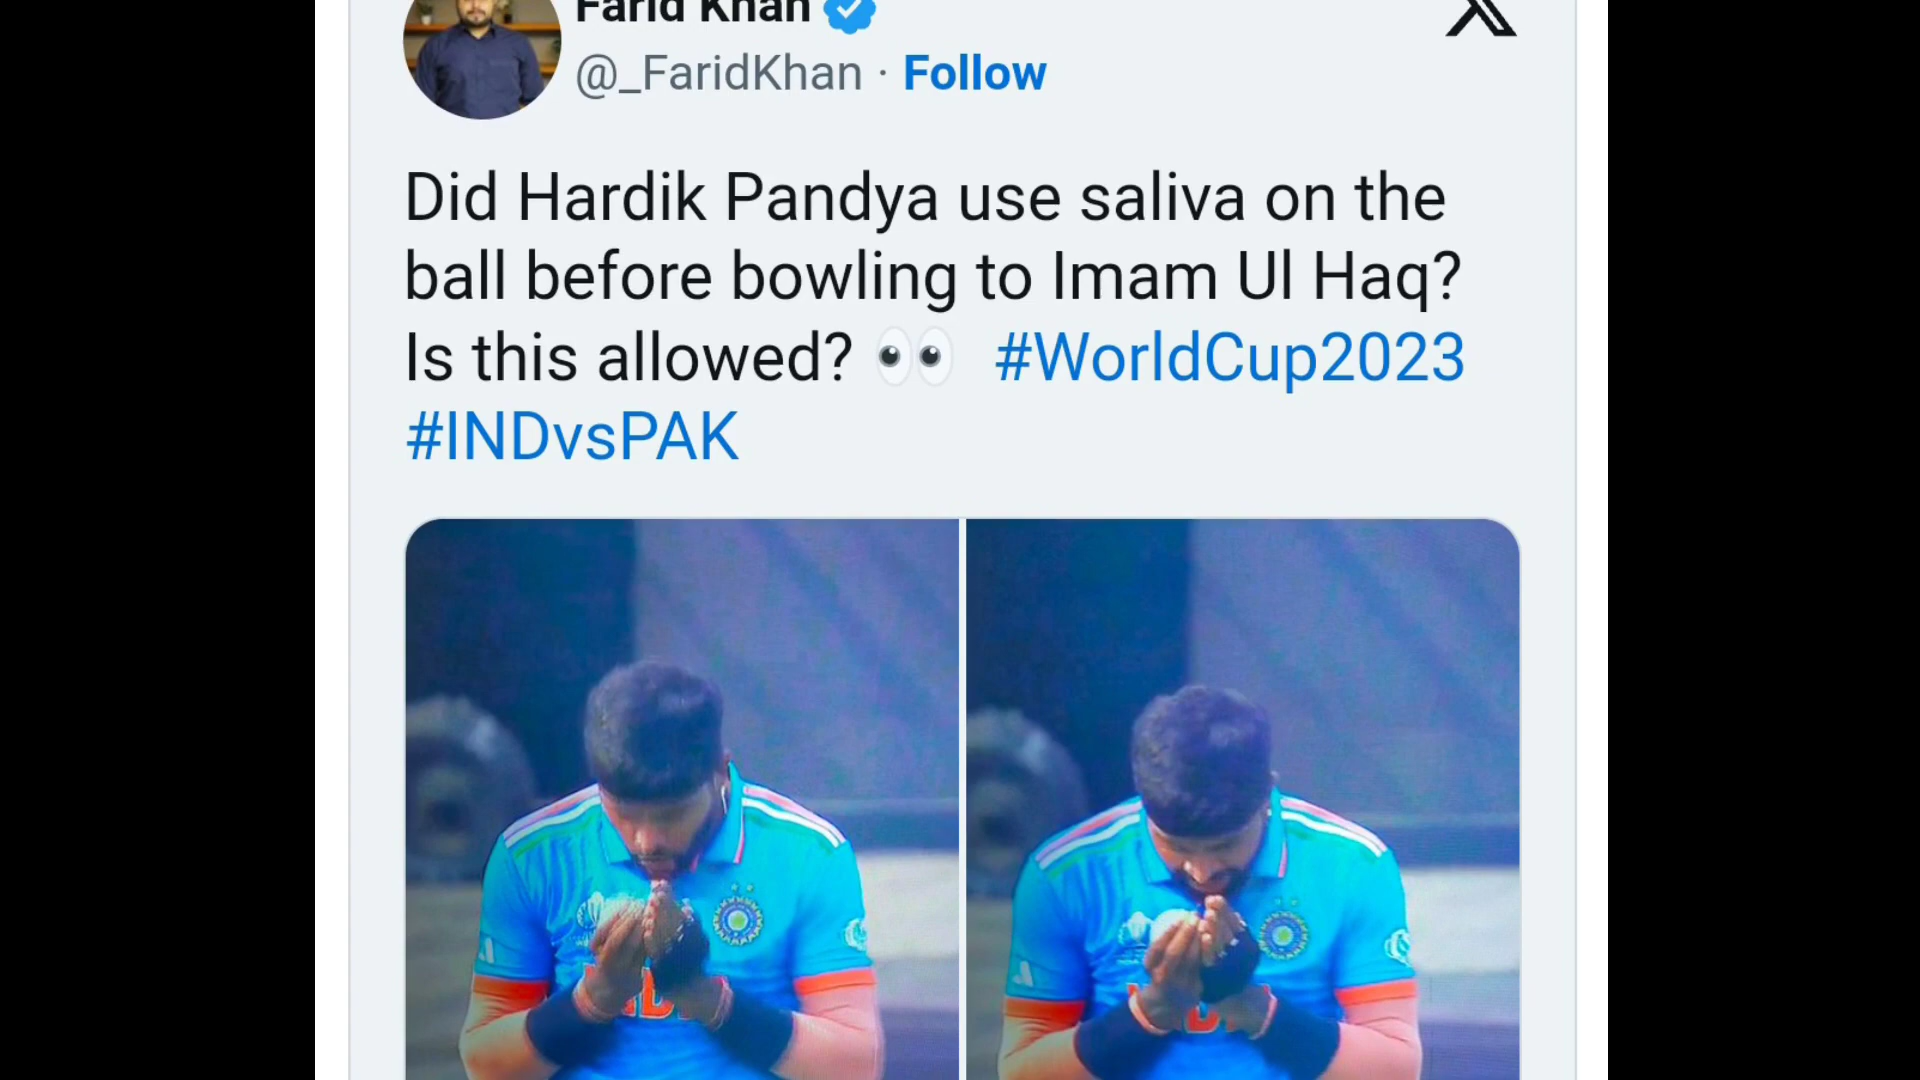 Farid Khan
@_FaridKhan · Follow
Did Hardik Pandya use saliva on the
ball before bowling to Imam Ul Haq?
Is this allowed? 👀 #WorldCup2023
#INDvsPAK